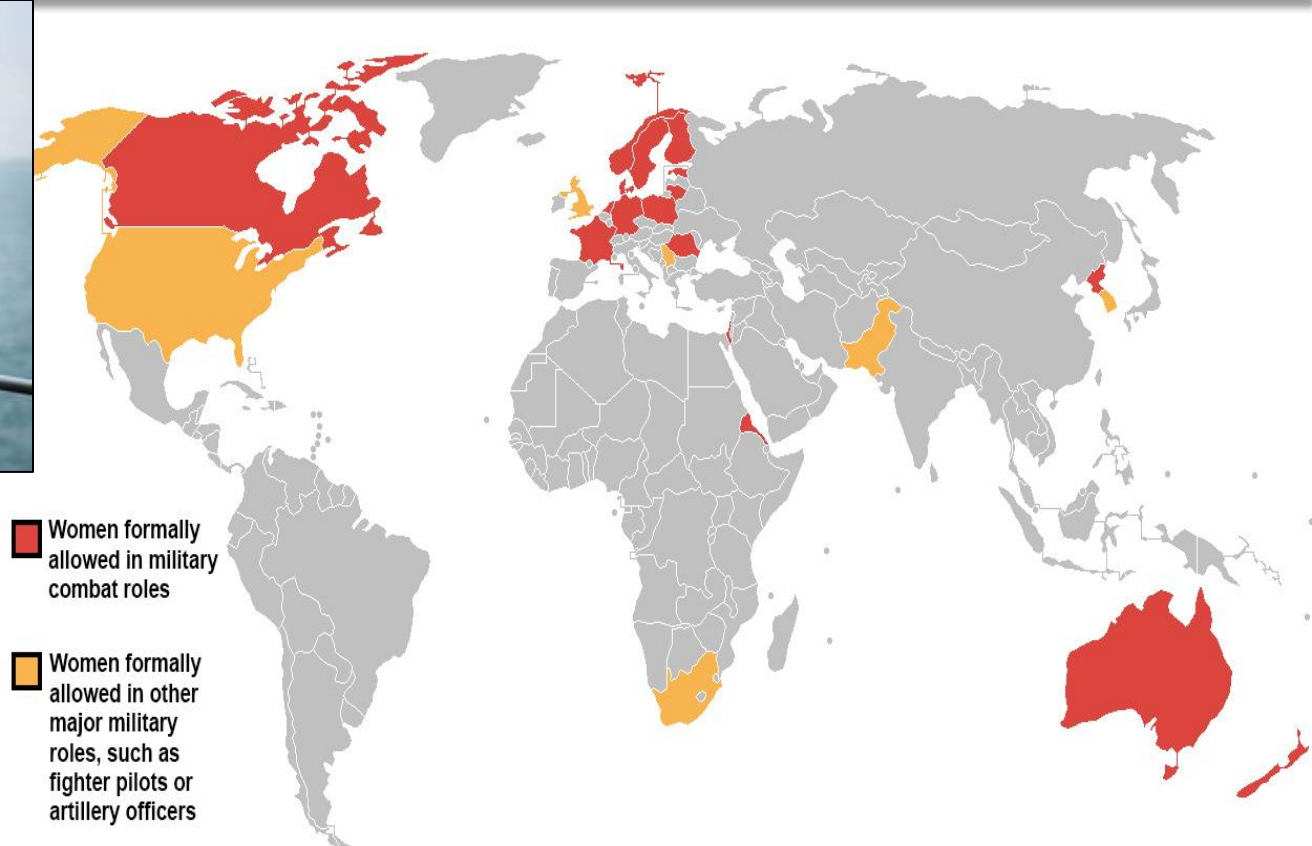 Women formally
allowed in military
combat roles
Women formally
allowed in other
major military
roles, such as
fighter pilots or
artillery officers